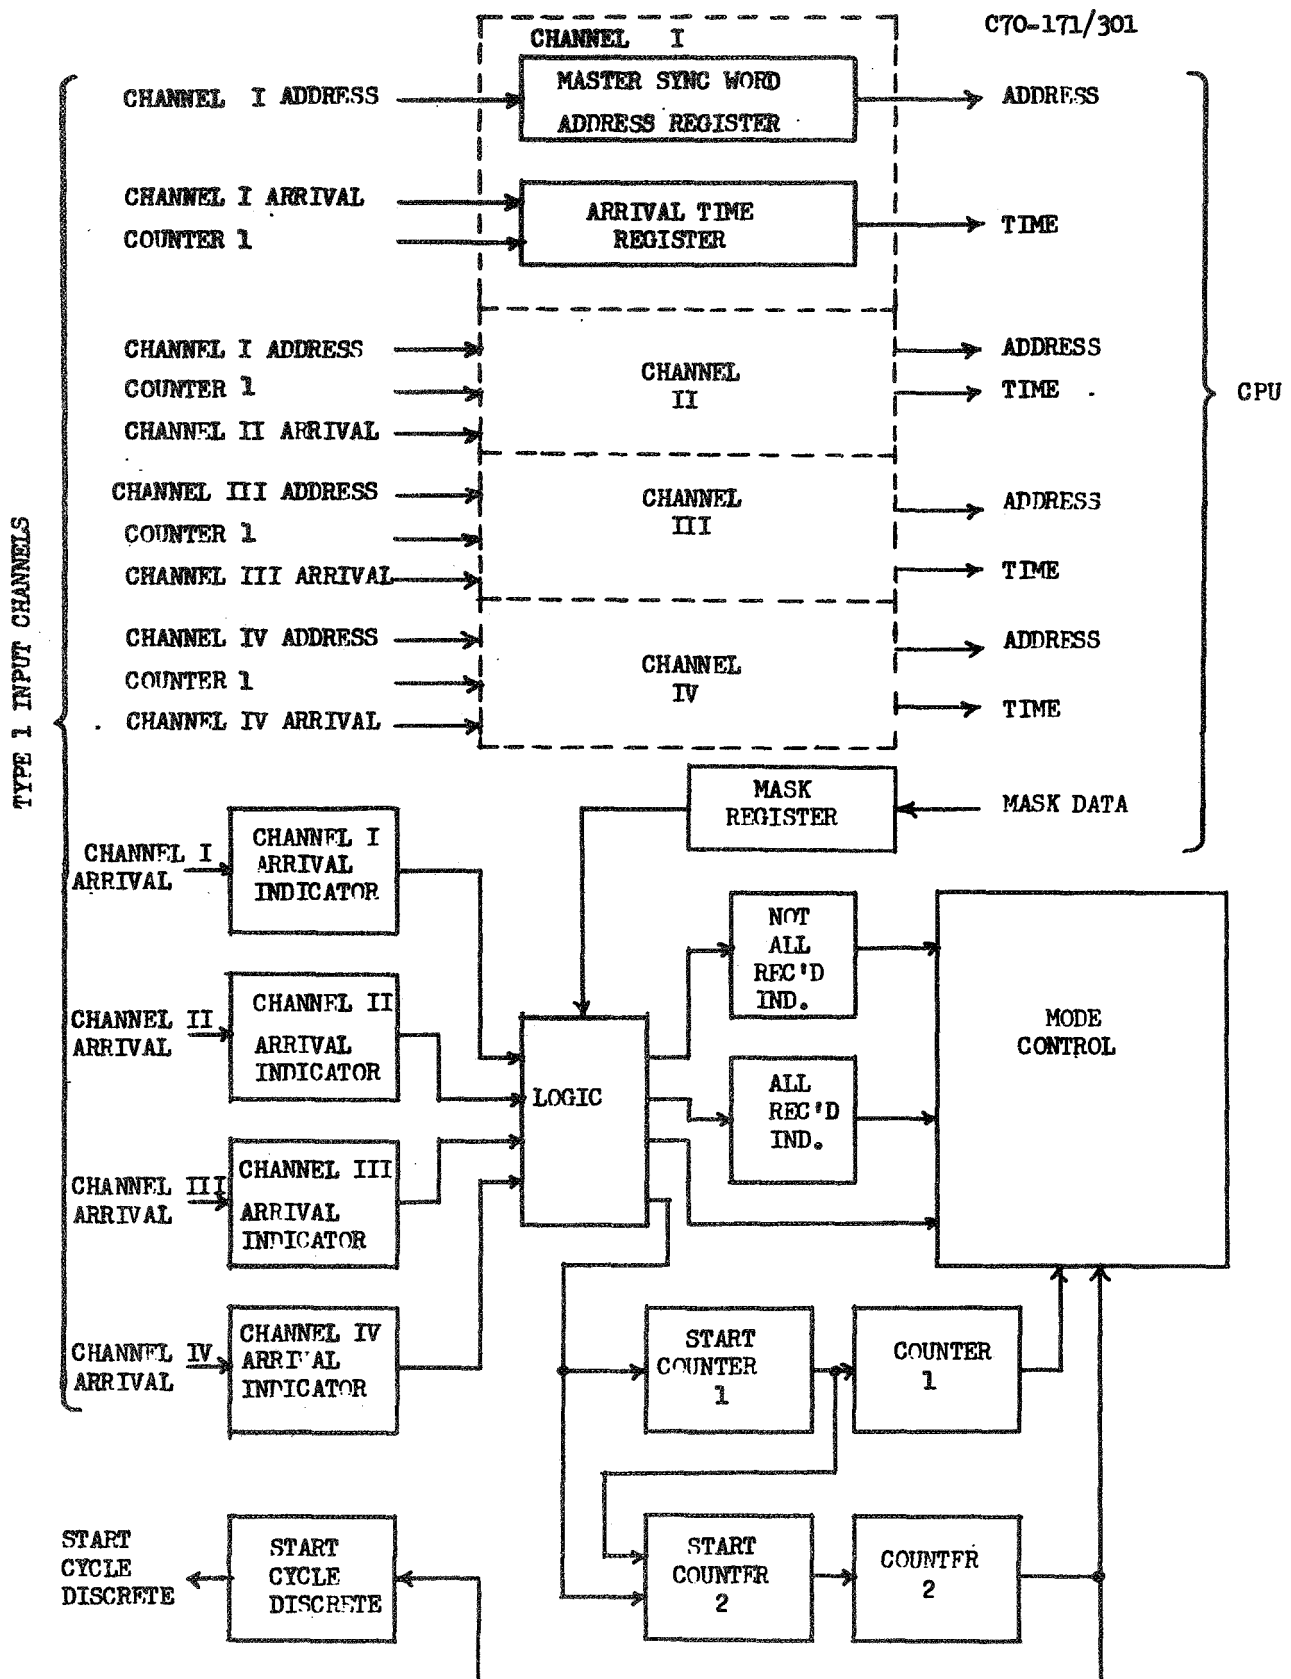 C70-171/301
CHANNEL I
MASTER SYNC WORD
ADDRESS REGISTER
CHANNEL I ADDRESS
ADDRESS
CHANNEL I ARRIVAL
COUNTER 1
ARRIVAL TIME
REGISTER
TIME
CHANNEL I ADDRESS
COUNTER 1
CHANNEL II ARRIVAL
CHANNEL
II
ADDRESS
TIME
CPU
CHANNEL III ADDRESS
COUNTER 1
CHANNEL III ARRIVAL
CHANNEL
III
ADDRESS
TIME
TYPE 1 INPUT CHANNELS
CHANNEL IV ADDRESS
COUNTER 1
CHANNEL IV ARRIVAL
CHANNEL
IV
ADDRESS
TIME
MASK
REGISTER
MASK DATA
CHANNEL I
ARRIVAL
CHANNEL I
ARRIVAL
INDICATOR
NOT
ALL
REC'D
IND.
CHANNEL II
ARRIVAL
CHANNEL II
ARRIVAL
INDICATOR
LOGIC
ALL
REC'D
IND.
MODE
CONTROL
CHANNEL III
ARRIVAL
CHANNEL III
ARRIVAL
INDICATOR
CHANNEL IV
ARRIVAL
CHANNEL IV
ARRIVAL
INDICATOR
START
COUNTER
1
COUNTER
1
START
CYCLE
DISCRETE
START
CYCLE
DISCRETE
START
COUNTER
2
COUNTER
2